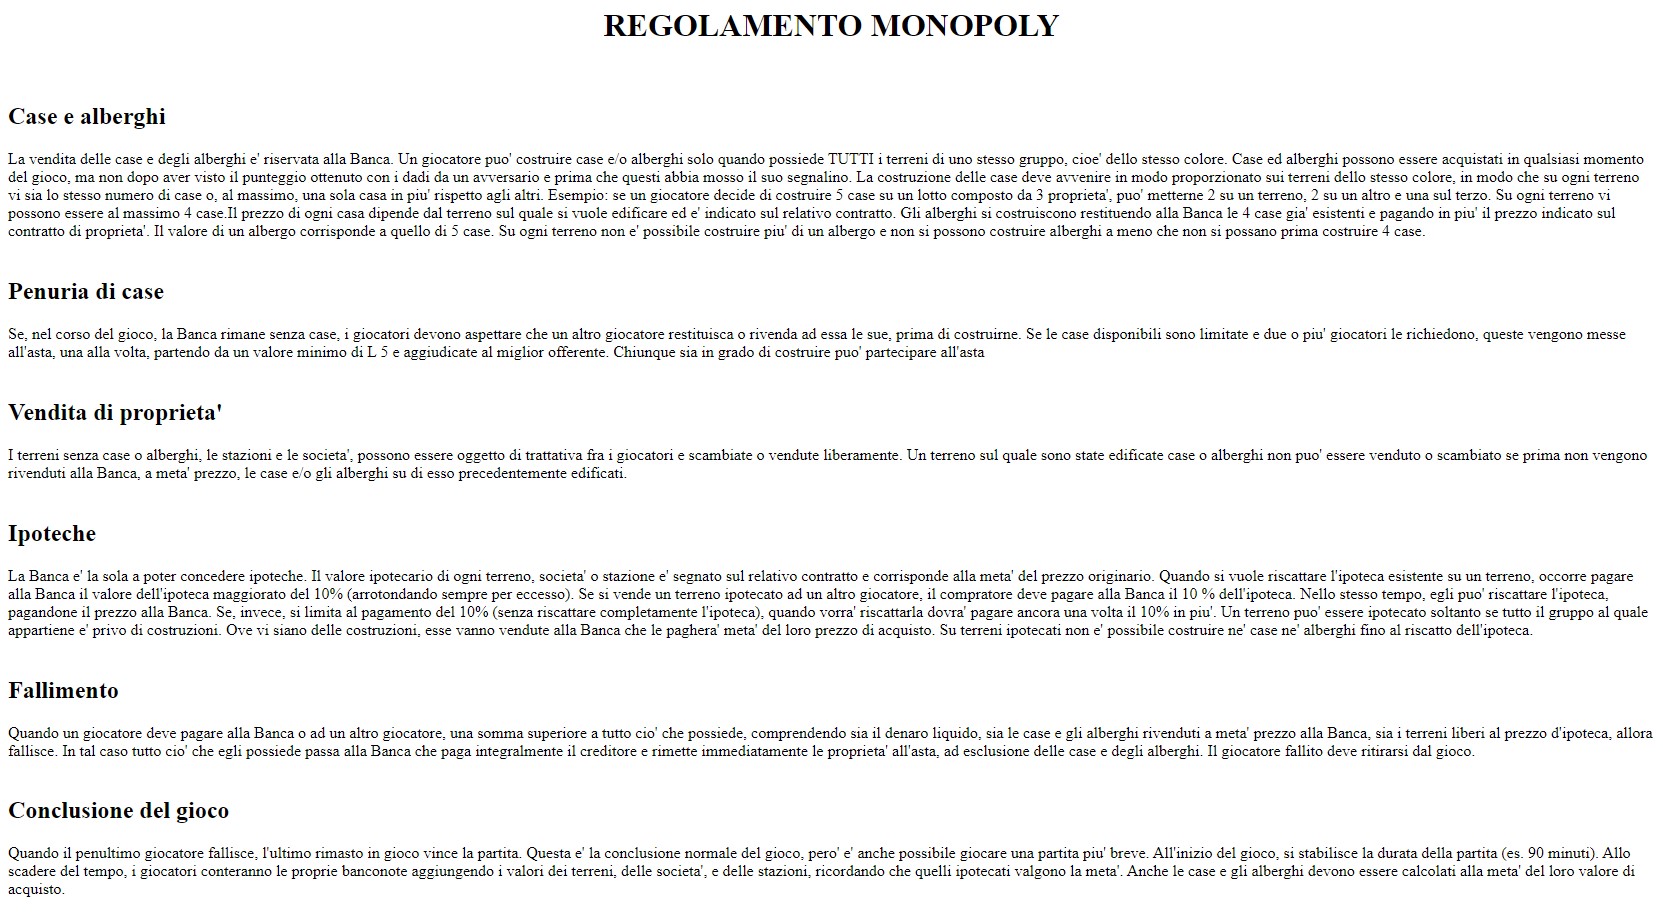 REGOLAMENTO MONOPOLY
Case e alberghi
La vendita delle case e degli alberghi e' riservata alla Banca. Un giocatore puo' costruire case e/o alberghi solo quando possiede TUTTI i terreni di uno stesso gruppo, cioe' dello stesso colore. Case ed alberghi possono essere acquistati in qualsiasi momento
del gioco, ma non dopo aver visto il punteggio ottenuto con i dadi da un avversario e prima che questi abbia mosso il suo segnalino. La costruzione delle case deve avvenire in modo proporzionato sui terreni dello stesso colore, in modo che su ogni terreno
vi sia lo stesso numero di case o, al massimo, una sola casa in piu' rispetto agli altri. Esempio: se un giocatore decide di costruire 5 case su un lotto composto da 3 proprieta', puo' metterne 2 su un terreno, 2 su un altro e una sul terzo. Su ogni terreno vi
possono essere al massimo 4 case.Il prezzo di ogni casa dipende dal terreno sul quale si vuole edificare ed e' indicato sul relativo contratto. Gli alberghi si costruiscono restituendo alla Banca le 4 case gia' esistenti e pagando in piu' il prezzo indicato sul
contratto di proprieta'. Il valore di un albergo corrisponde a quello di 5 case. Su ogni terreno non e' possibile costruire piu' di un albergo e non si possono costruire alberghi a meno che non si possano prima costruire 4 case.
Penuria di case
Se, nel corso del gioco, la Banca rimane senza case, i giocatori devono aspettare che un altro giocatore restituisca o rivenda ad essa le sue, prima di costruirne. Se le case disponibili sono limitate e due o piu' giocatori le richiedono, queste vengono messe
all'asta, una alla volta, partendo da un valore minimo di L 5 e aggiudicate al miglior offerente. Chiunque sia in grado di costruire puo' partecipare all'asta
Vendita di proprieta'
I terreni senza case o alberghi, le stazioni e le societa', possono essere oggetto di trattativa fra i giocatori e scambiate o vendute liberamente. Un terreno sul quale sono state edificate case o alberghi non puo' essere venduto o scambiato se prima non vengono
rivenduti alla Banca, a meta' prezzo, le case e/o gli alberghi su di esso precedentemente edificati.
Ipoteche
La Banca e' la sola a poter concedere ipoteche. Il valore ipotecario di ogni terreno, societa' o stazione e' segnato sul relativo contratto e corrisponde alla meta' del prezzo originario. Quando si vuole riscattare l'ipoteca esistente su un terreno, occorre pagare
alla Banca il valore dell'ipoteca maggiorato del 10% (arrotondando sempre per eccesso). Se si vende un terreno ipotecato ad un altro giocatore, il compratore deve pagare alla Banca il 10 % dell'ipoteca. Nello stesso tempo, egli puo' riscattare l'ipoteca,
pagandone il prezzo alla Banca. Se, invece, si limita al pagamento del 10% (senza riscattare completamente l'ipoteca), quando vorra' riscattarla dovra' pagare ancora una volta il 10% in piu'. Un terreno puo' essere ipotecato soltanto se tutto il gruppo al quale
appartiene e' privo di costruzioni. Ove vi siano delle costruzioni, esse vanno vendute alla Banca che le paghera' meta' del loro prezzo di acquisto. Su terreni ipotecati non e' possibile costruire ne' case ne' alberghi fino al riscatto dell'ipoteca.
Fallimento
Quando un giocatore deve pagare alla Banca o ad un altro giocatore, una somma superiore a tutto cio' che possiede, comprendendo sia il denaro liquido, sia le case e gli alberghi rivenduti a meta' prezzo alla Banca, sia i terreni liberi al prezzo d'ipoteca, allora
fallisce. In tal caso tutto cio' che egli possiede passa alla Banca che paga integralmente il creditore e rimette immediatamente le proprieta' all'asta, ad esclusione delle case e degli alberghi. Il giocatore fallito deve ritirarsi dal gioco.
Conclusione del gioco
Quando il penultimo giocatore fallisce, l'ultimo rimasto in gioco vince la partita. Questa e' la conclusione normale del gioco, pero' e' anche possibile giocare una partita piu' breve. All'inizio del gioco, si stabilisce la durata della partita (es. 90 minuti). Allo
scadere del tempo, i giocatori conteranno le proprie banconote aggiungendo i valori dei terreni, delle societa', e delle stazioni, ricordando che quelli ipotecati valgono la meta'. Anche le case e gli alberghi devono essere calcolati alla meta' del loro valore di
acquisto.